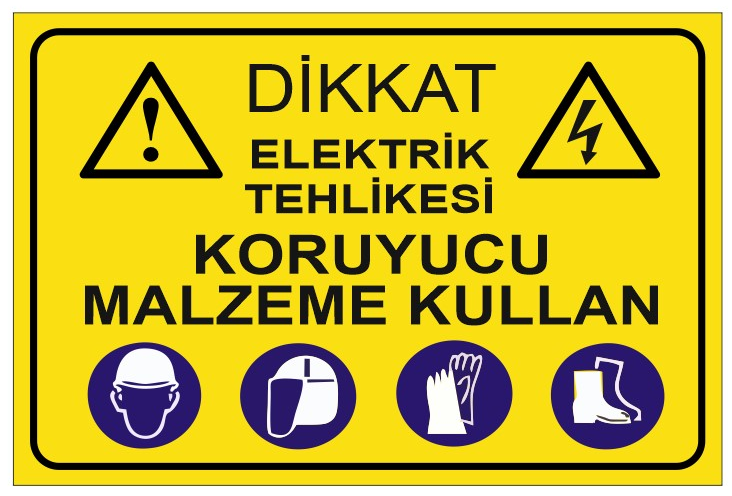 DİKKAT
ELEKTRİK
TEHLİKESİ
KORUYUCU
MALZEME KULLAN